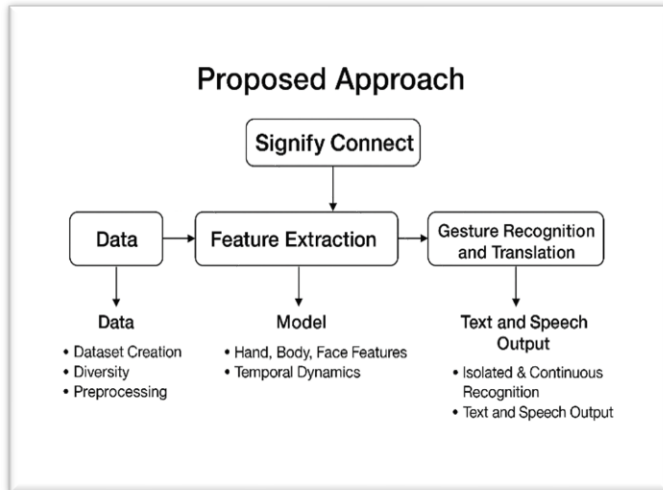 Proposed Approach
Signify Connect
Data
Feature Extraction
Gesture Recognition
and Translation
Data
• Dataset Creation
• Diversity
• Preprocessing
Model
• Hand, Body, Face Features
• Temporal Dynamics
Text and Speech
Output
• Isolated & Continuous
Recognition
• Text and Speech Output